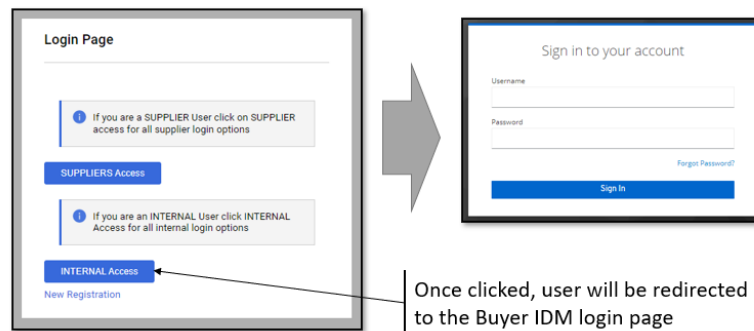 Login Page
If you are a SUPPLIER User click on SUPPLIER
access for all supplier login options
SUPPLIERS Access
If you are an INTERNAL User click INTERNAL
Access for all internal login options
INTERNAL Access
New Registration
Sign in to your account
Username
Password
Forgot Password?
Sign In
Once clicked, user will be redirected
to the Buyer IDM login page